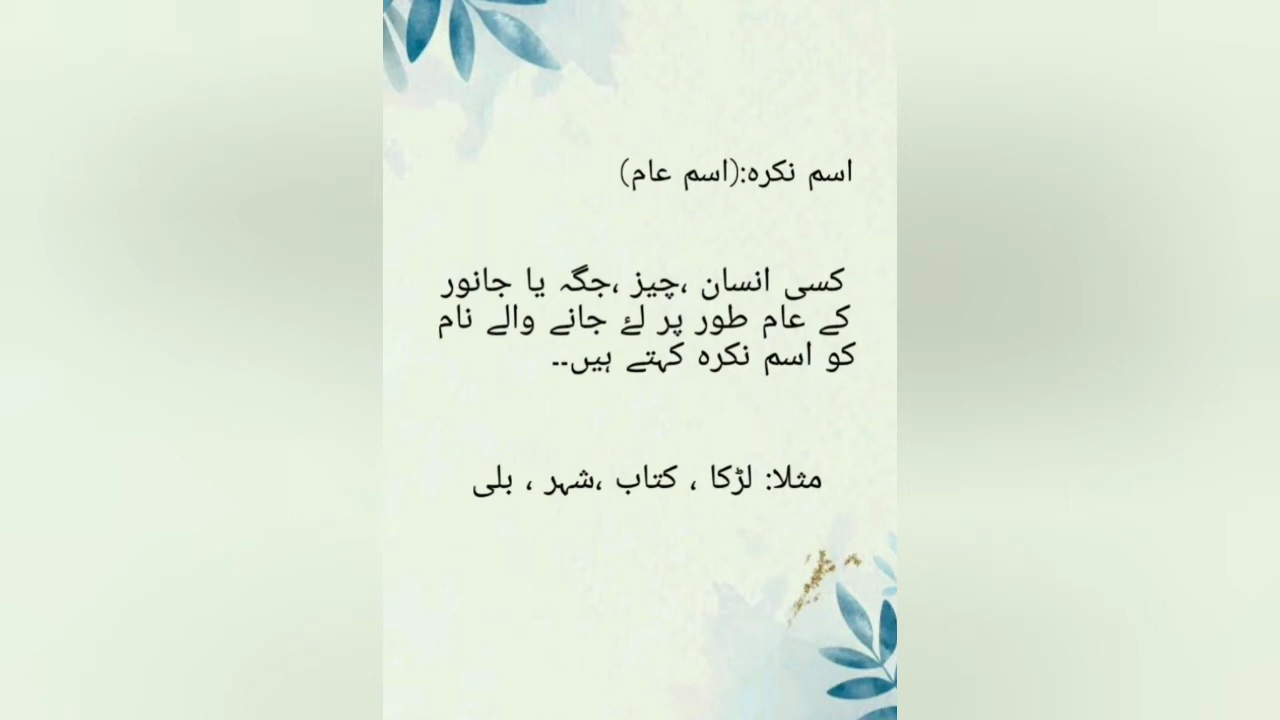 اسم نکرہ:(اسم عام)
کسی انسان ،چیز ،جگہ یا جانور
کے عام طور پر لۓ جانے والے نام
کو اسم نکرہ کہتے ہیں۔۔
مثلا: لڑکا ، کتاب ،شہر ، بلی